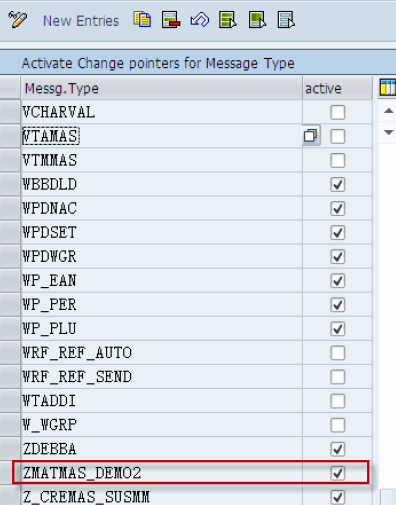 New Entries
Activate Change pointers for Message Type
Messg.Type active
VCHARVAL
VTAMAS
VTMMAS
WBBDLD
WPDNAC
WPDSET
WPDWGR
WP_EAN
WP_PER
WP_PLU
WRF_REF_AUTO
WRF_REF_SEND
WTADDI
W_WGRP
ZDEBBA
ZMATMAS_DEMO2
Z_CREMAS_SUSMM